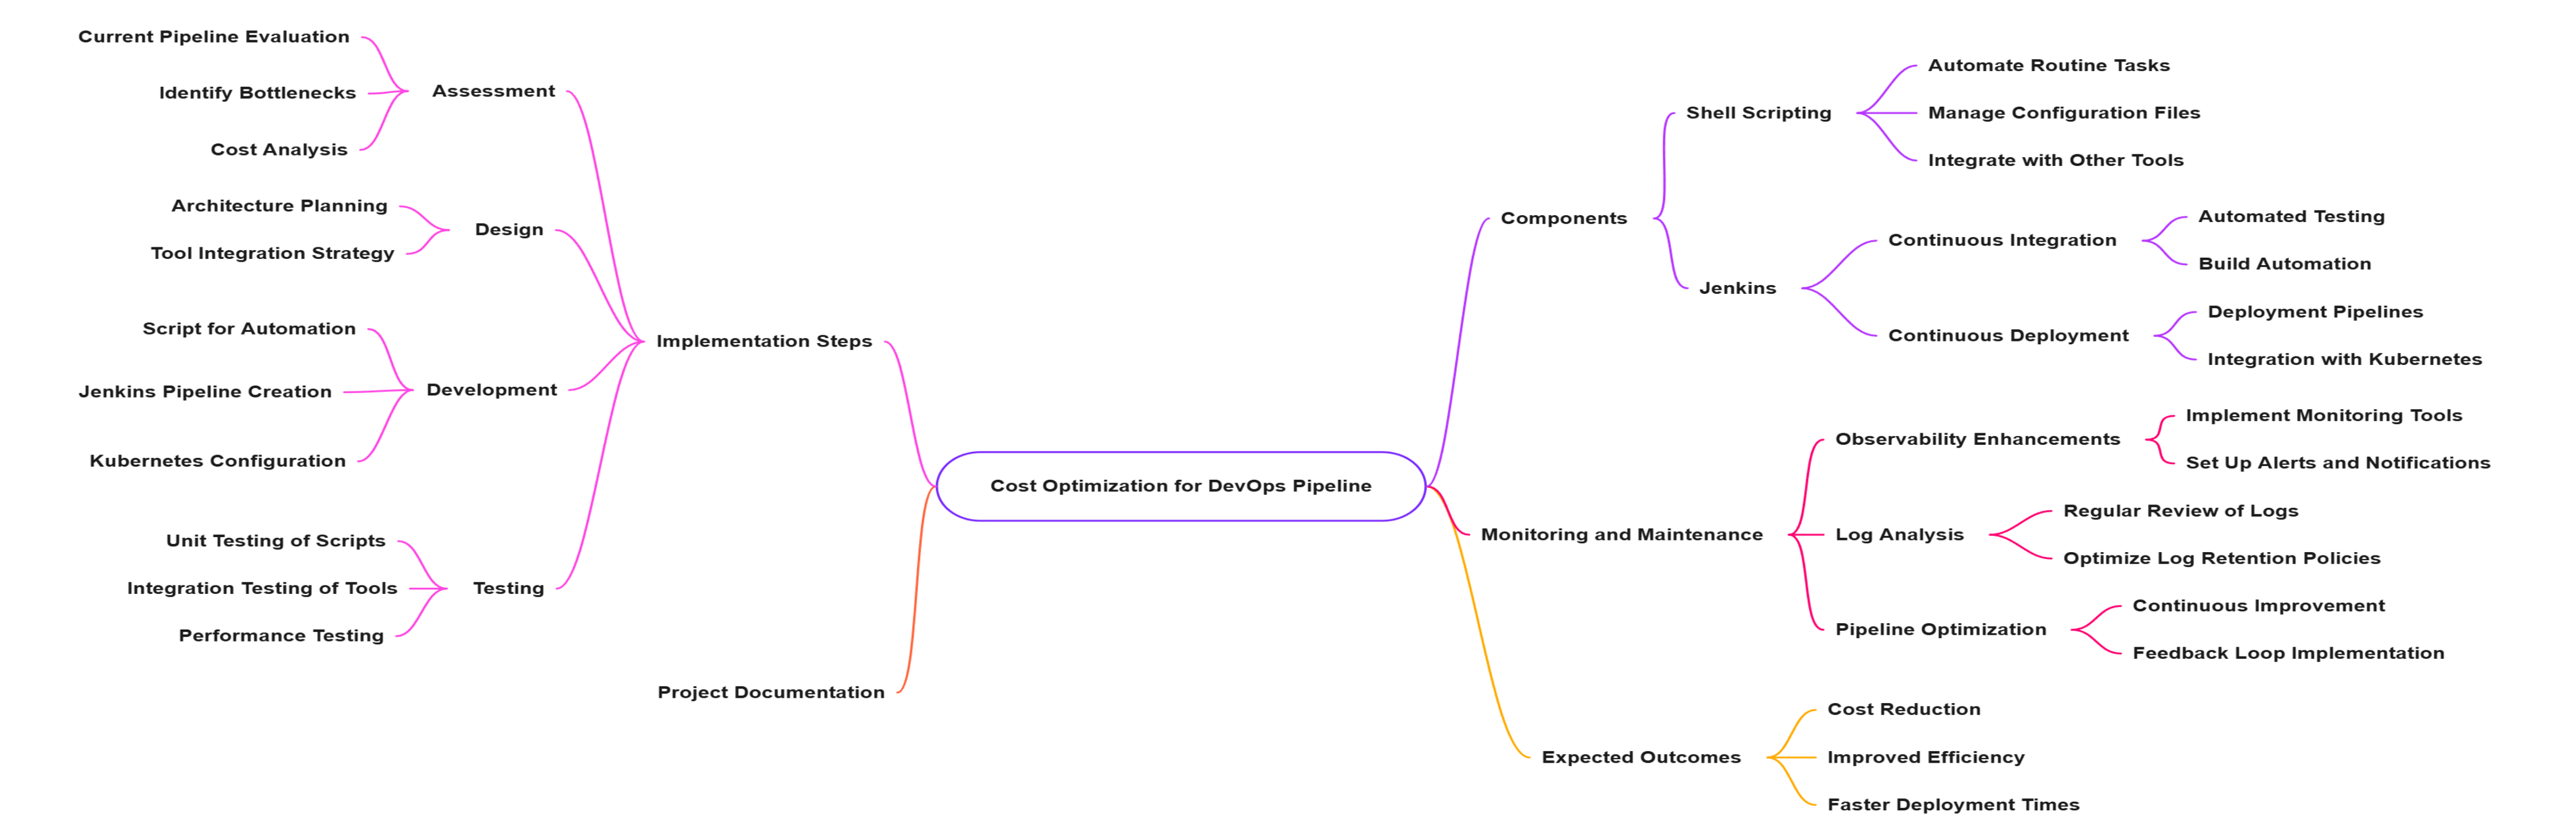 Cost Optimization for DevOps Pipeline
Implementation Steps
Assessment
Current Pipeline Evaluation
Identify Bottlenecks
Cost Analysis
Design
Architecture Planning
Tool Integration Strategy
Development
Script for Automation
Jenkins Pipeline Creation
Kubernetes Configuration
Testing
Unit Testing of Scripts
Integration Testing of Tools
Performance Testing
Project Documentation
Components
Shell Scripting
Automate Routine Tasks
Manage Configuration Files
Integrate with Other Tools
Jenkins
Continuous Integration
Automated Testing
Build Automation
Continuous Deployment
Deployment Pipelines
Integration with Kubernetes
Monitoring and Maintenance
Observability Enhancements
Implement Monitoring Tools
Set Up Alerts and Notifications
Log Analysis
Regular Review of Logs
Optimize Log Retention Policies
Pipeline Optimization
Continuous Improvement
Feedback Loop Implementation
Expected Outcomes
Cost Reduction
Improved Efficiency
Faster Deployment Times